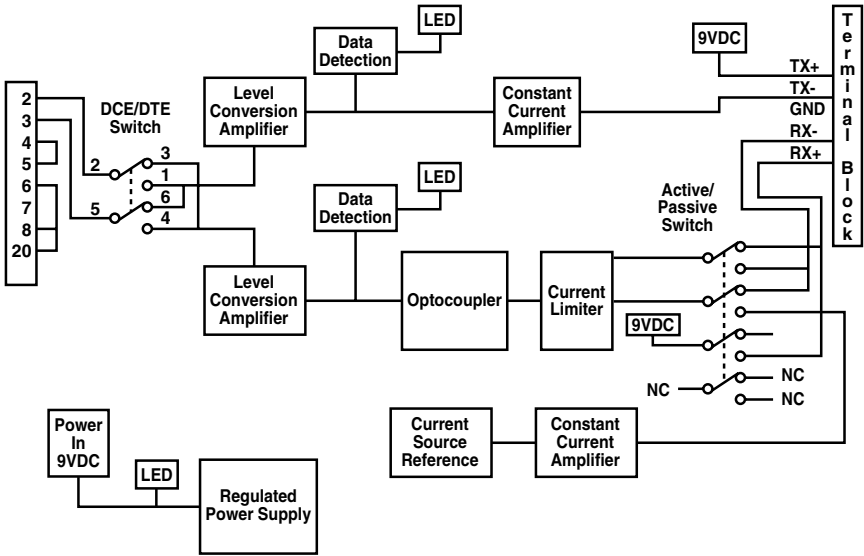 LED
Data
Detection
9VDC
Terminal Block
TX+
TX-
GND
RX-
RX+
Level
Conversion
Amplifier
Constant
Current
Amplifier
DCE/DTE
Switch
2
3
4
5
6
7
8
20
2
5
3
1
6
4
LED
Data
Detection
Active/
Passive
Switch
Level
Conversion
Amplifier
Optocoupler
Current
Limiter
9VDC
NC
NC
NC
Power
In
9VDC
LED
Regulated
Power Supply
Current
Source
Reference
Constant
Current
Amplifier